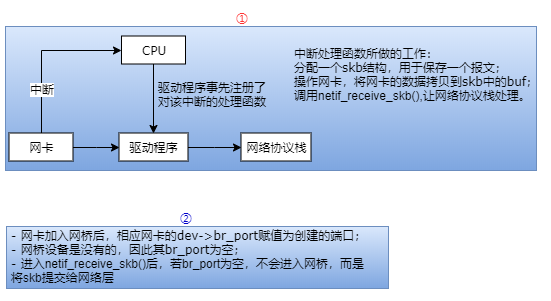 ①
CPU
中断处理函数所做的工作：
分配一个skb结构，用于保存一个报文；
操作网卡，将网卡的数据拷贝到skb中的buf；
调用netif_receive_skb(),让网络协议栈处理。
中断
驱动程序事先注册了
对该中断的处理函数
网卡
驱动程序
网络协议栈
②
- 网卡加入网桥后，相应网卡的dev->br_port赋值为创建的端口；
- 网桥设备是没有的，因此其br_port为空；
- 进入netif_receive_skb()后，若br_port为空，不会进入网桥，而是
将skb提交给网络层